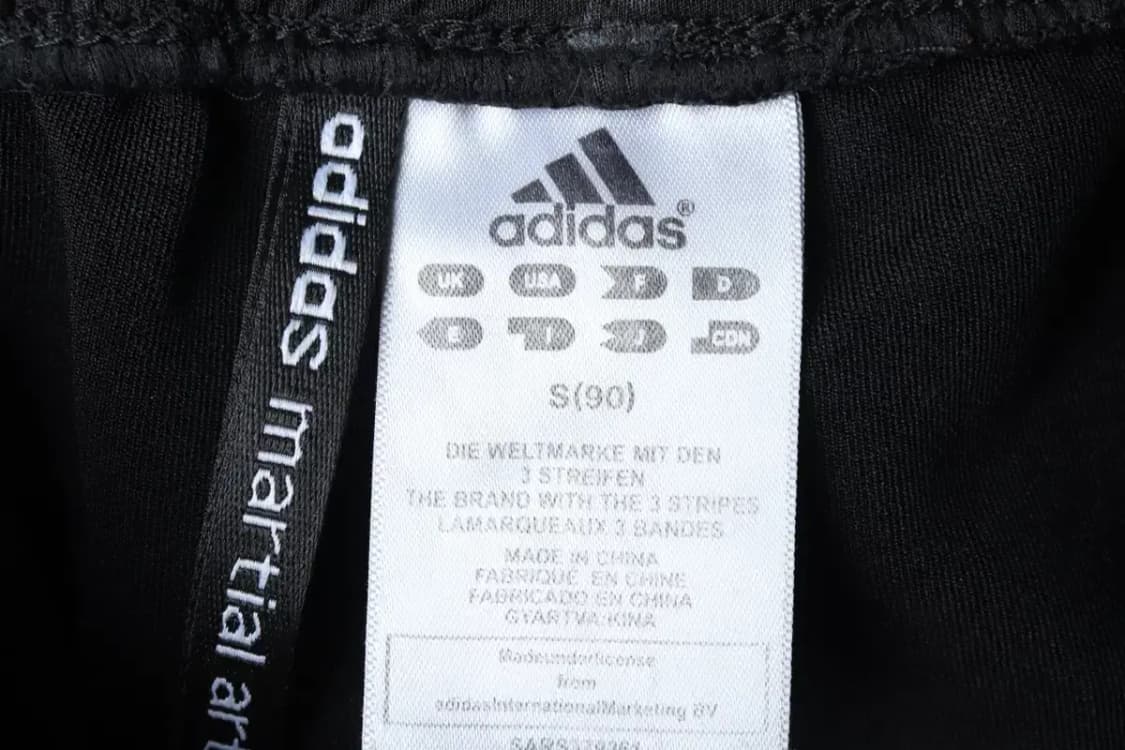 adidas martial art
adidas®
UK USA F D
E I J CDN
S(90)
DIE WELTMARKE MIT DEN
3 STREIFEN
THE BRAND WITH THE 3 STRIPES
LAMARQUEAUX 3 BANDES
MADE IN CHINA
FABRIQUÉ EN CHINE
FABRICADO EN CHINA
GYARTVA:KINA
Madeunderlicense
from
adidasInternationalMarketing BV